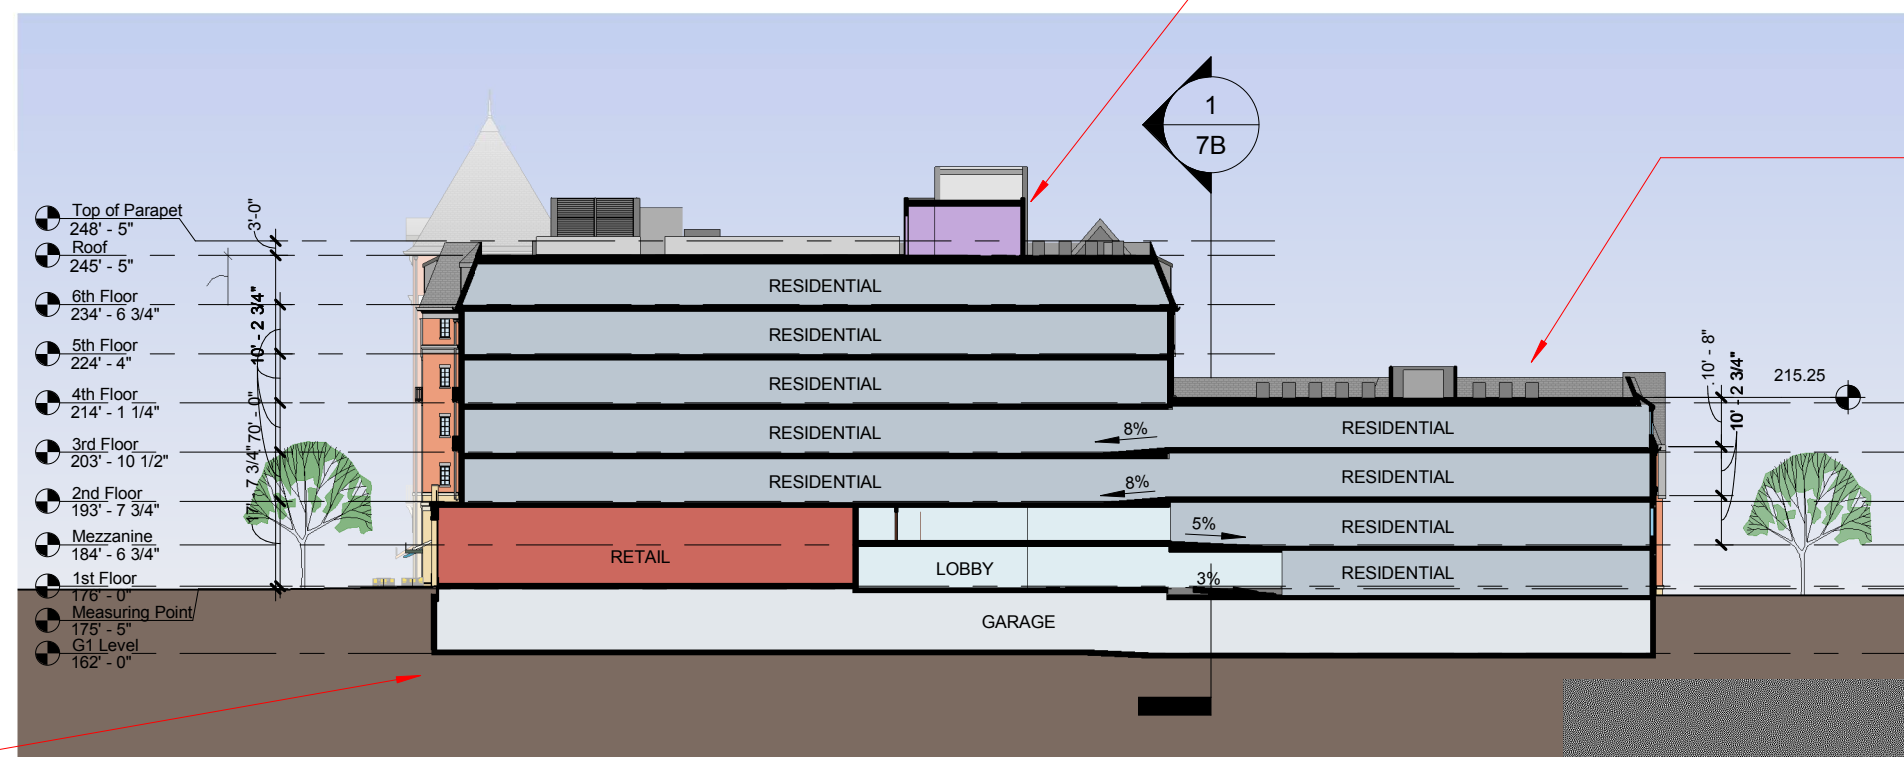 1
7B
Top of Parapet
248' - 5"
Roof
245' - 5"
6th Floor
234' - 6 3/4"
5th Floor
224' - 4"
4th Floor
214' - 1 1/4"
3rd Floor
203' - 10 1/2"
2nd Floor
193' - 7 3/4"
Mezzanine
184' - 6 3/4"
1st Floor
176' - 0"
Measuring Point
175' - 5"
G1 Level
162' - 0"
3'-0"
10' - 2 3/4"
70' - 0"
7 3/4"
RESIDENTIAL
RESIDENTIAL
RESIDENTIAL
RESIDENTIAL
8%
RESIDENTIAL
RESIDENTIAL
8%
RESIDENTIAL
RETAIL
LOBBY
5%
RESIDENTIAL
3%
RESIDENTIAL
GARAGE
10' - 8"
10' - 2 3/4"
215.25